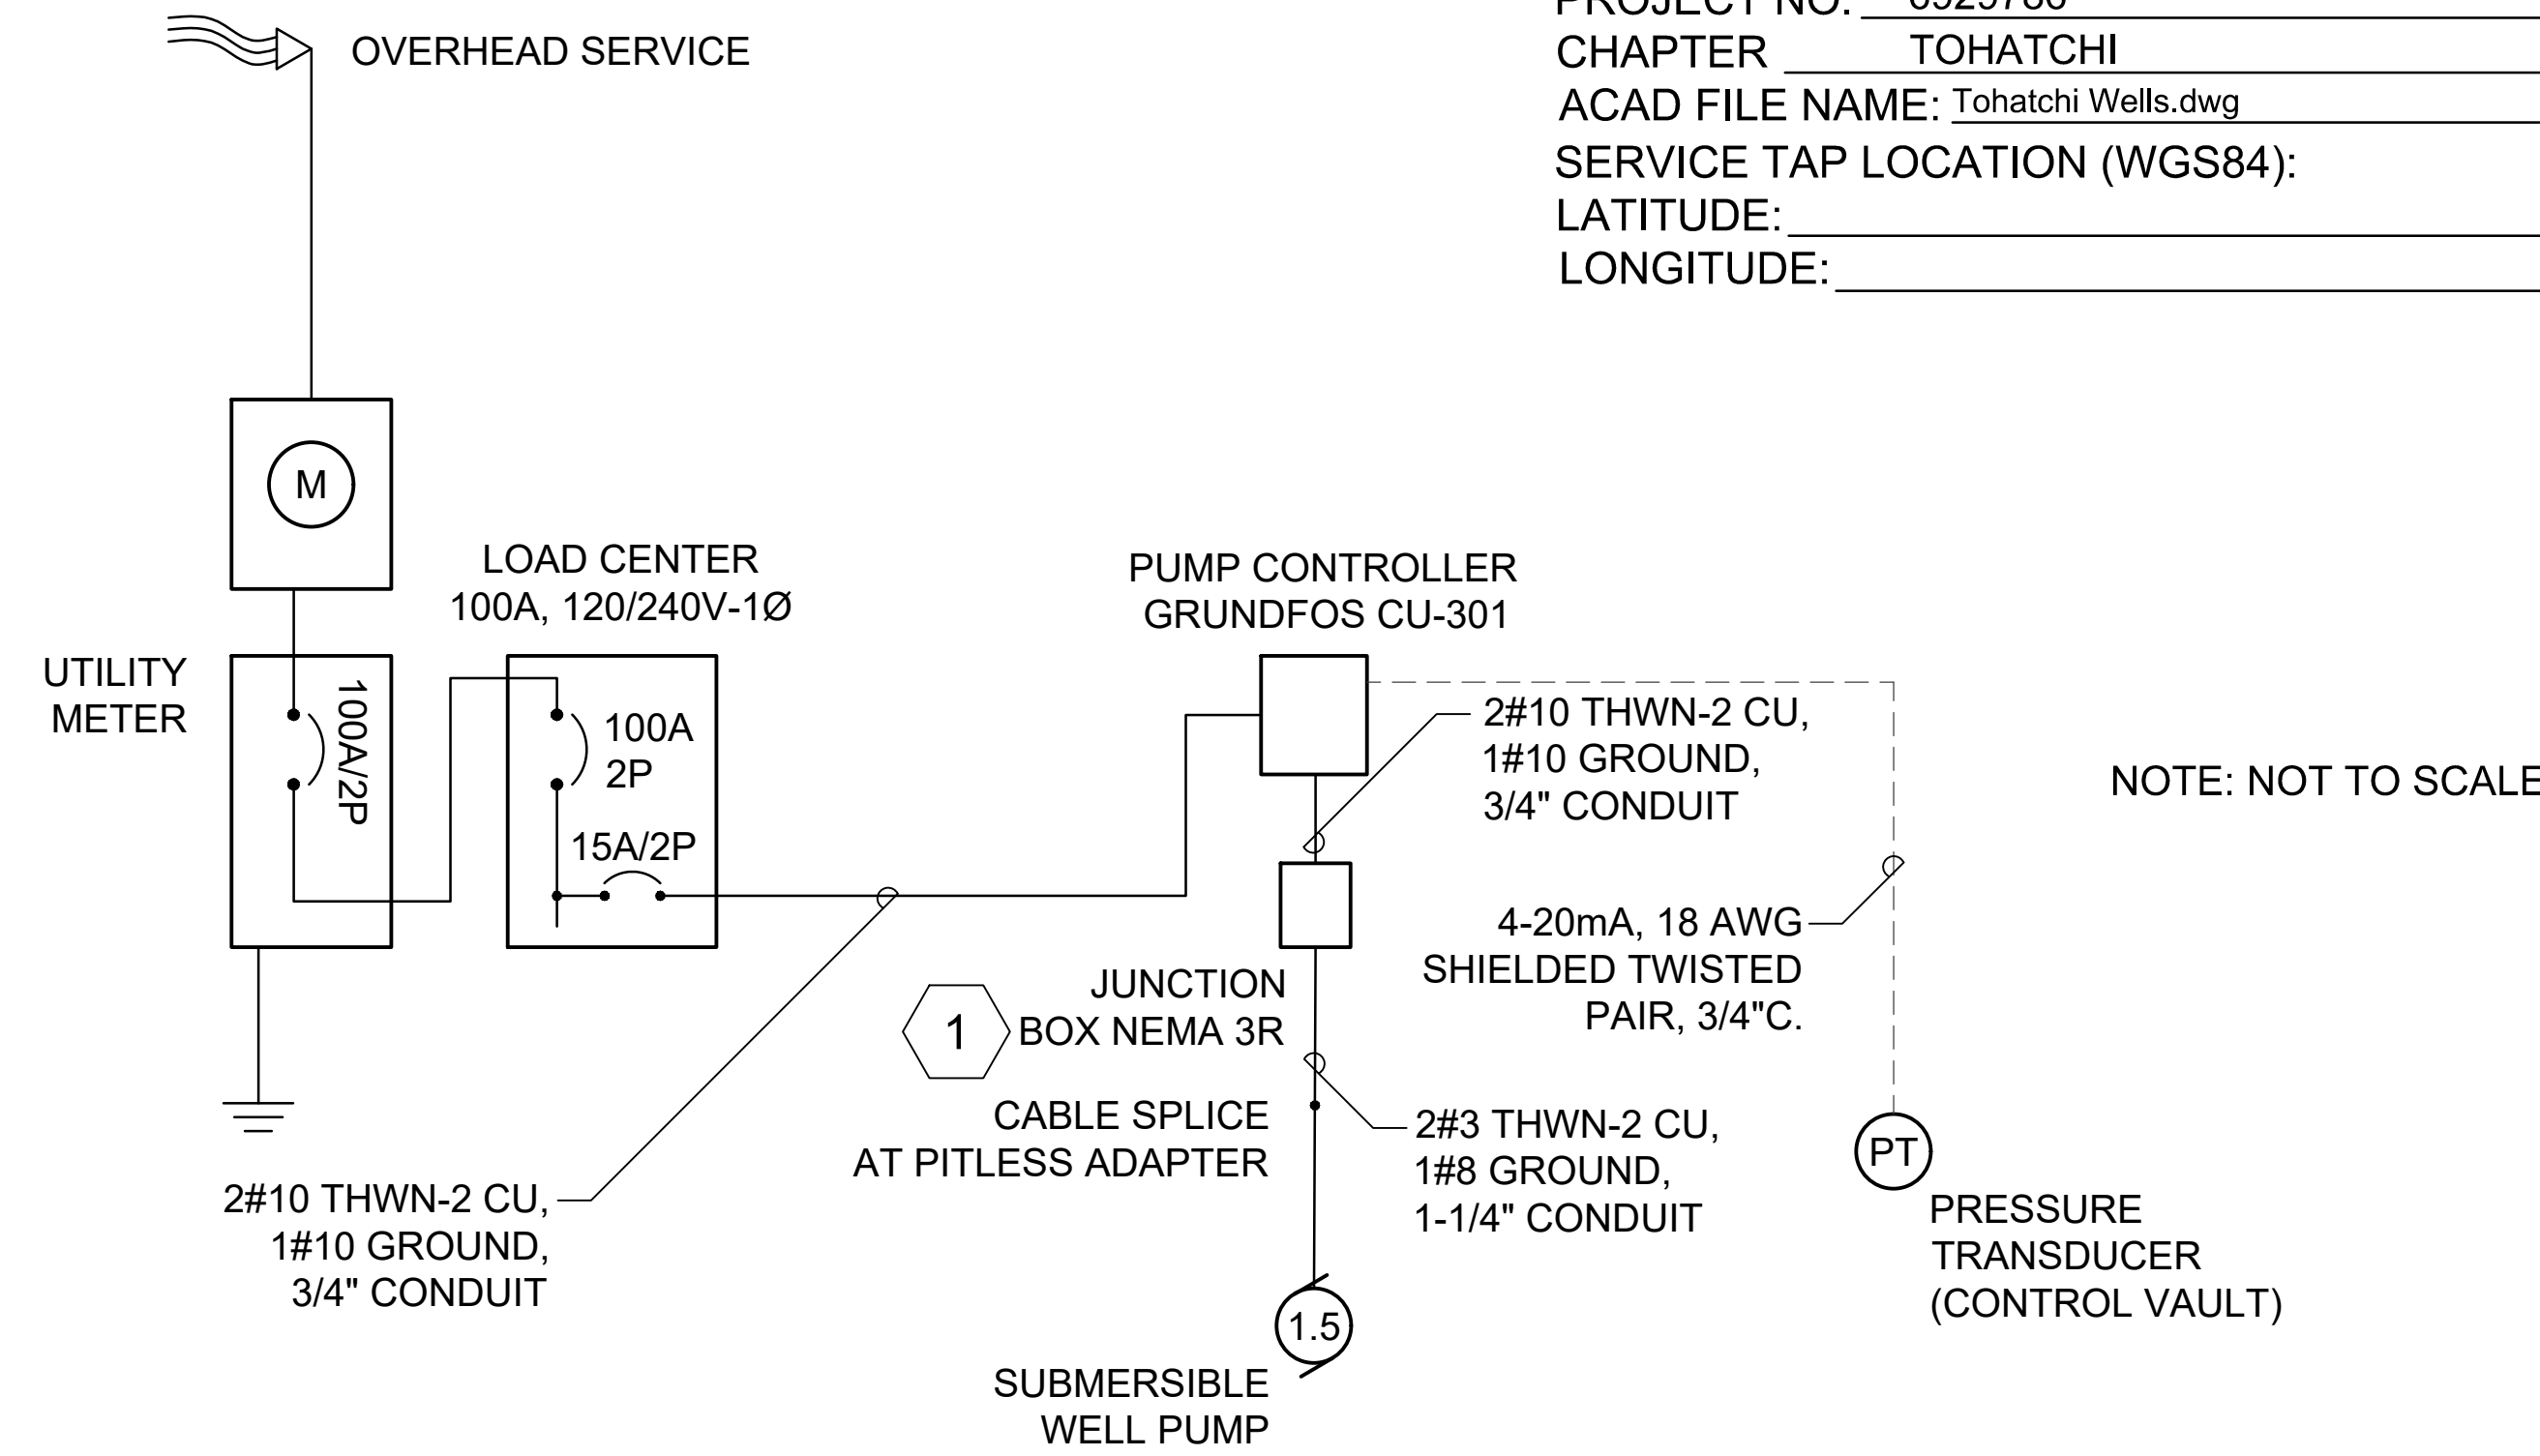 PROJECT NO.
CHAPTER TOHATCHI
ACAD FILE NAME: Tohatchi Wells.dwg
SERVICE TAP LOCATION (WGS84):
LATITUDE:
LONGITUDE:
OVERHEAD SERVICE
M
LOAD CENTER
100A, 120/240V-1Ø
PUMP CONTROLLER
GRUNDFOS CU-301
UTILITY
METER
100A/2P
100A
2P
15A/2P
2#10 THWN-2 CU,
1#10 GROUND,
3/4" CONDUIT
NOTE: NOT TO SCALE
4-20mA, 18 AWG
SHIELDED TWISTED
PAIR, 3/4"C.
1
JUNCTION
BOX NEMA 3R
CABLE SPLICE
AT PITLESS ADAPTER
2#3 THWN-2 CU,
1#8 GROUND,
1-1/4" CONDUIT
PT
PRESSURE
TRANSDUCER
(CONTROL VAULT)
2#10 THWN-2 CU,
1#10 GROUND,
3/4" CONDUIT
1.5
SUBMERSIBLE
WELL PUMP